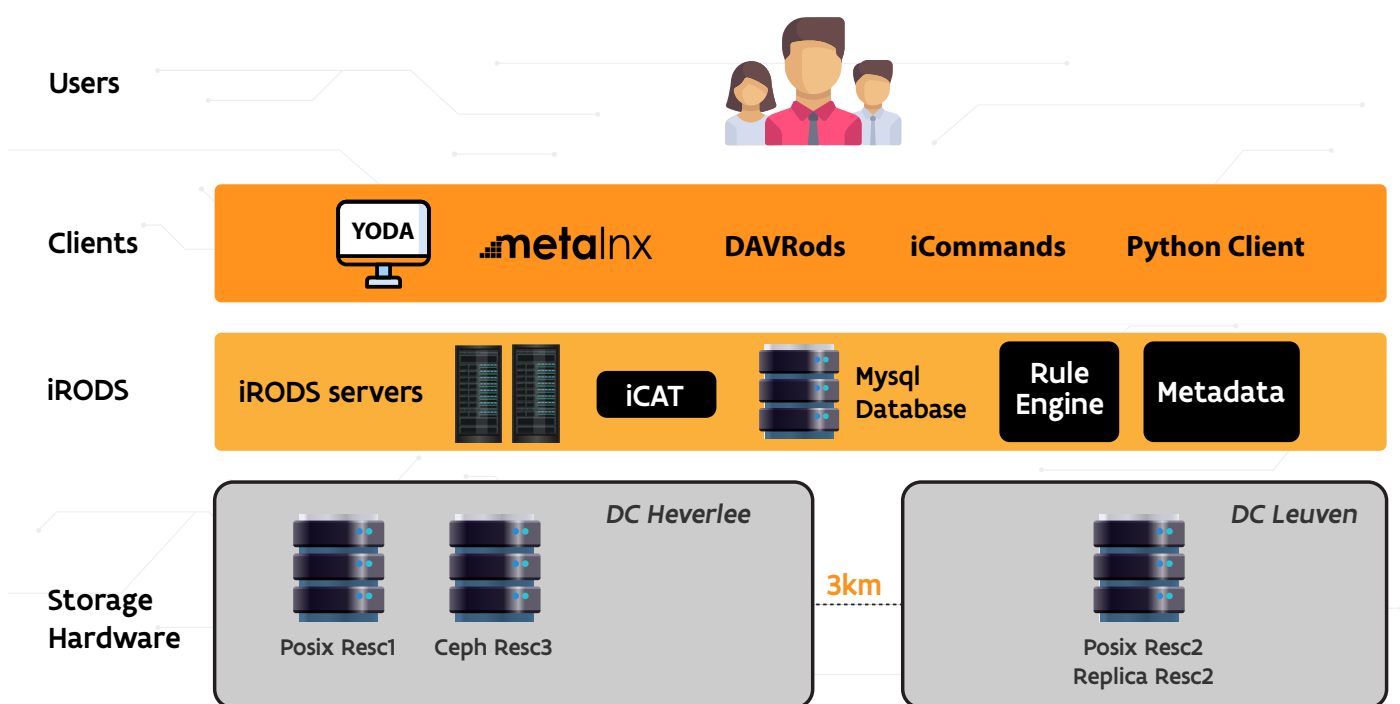 Users
Clients
YODA
metalnx
DAVRods
iCommands
Python Client
iRODS
iRODS servers
iCAT
Mysql
Database
Rule
Engine
Metadata
Storage
Hardware
DC Heverlee
Posix Resc1
Ceph Resc3
3km
DC Leuven
Posix Resc2
Replica Resc2